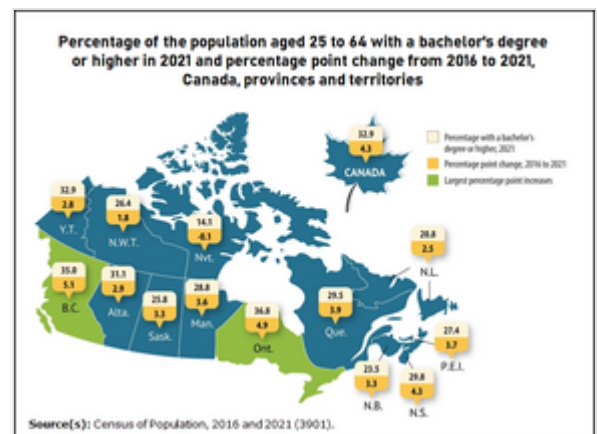 Percentage of the population aged 25 to 64 with a bachelor's degree
or higher in 2021 and percentage point change from 2016 to 2021,
Canada, provinces and territories
32.9
4.3
CANADA
Percentage with a bachelor's
degree or higher, 2021
Percentage point change, 2016 to 2021
Largest percentage point increases
32.9
2.8
Y.T.
26.4
1.8
N.W.T.
14.1
-0.1
Nvt.
20.8
2.5
N.L.
35.0
5.1
B.C.
31.1
2.9
Alta.
25.8
3.3
Sask.
28.8
3.6
Man.
36.8
4.9
Ont.
29.5
3.9
Que.
27.4
3.7
P.E.I.
23.5
3.3
N.B.
29.8
4.3
N.S.
Source(s): Census of Population, 2016 and 2021 (3901).